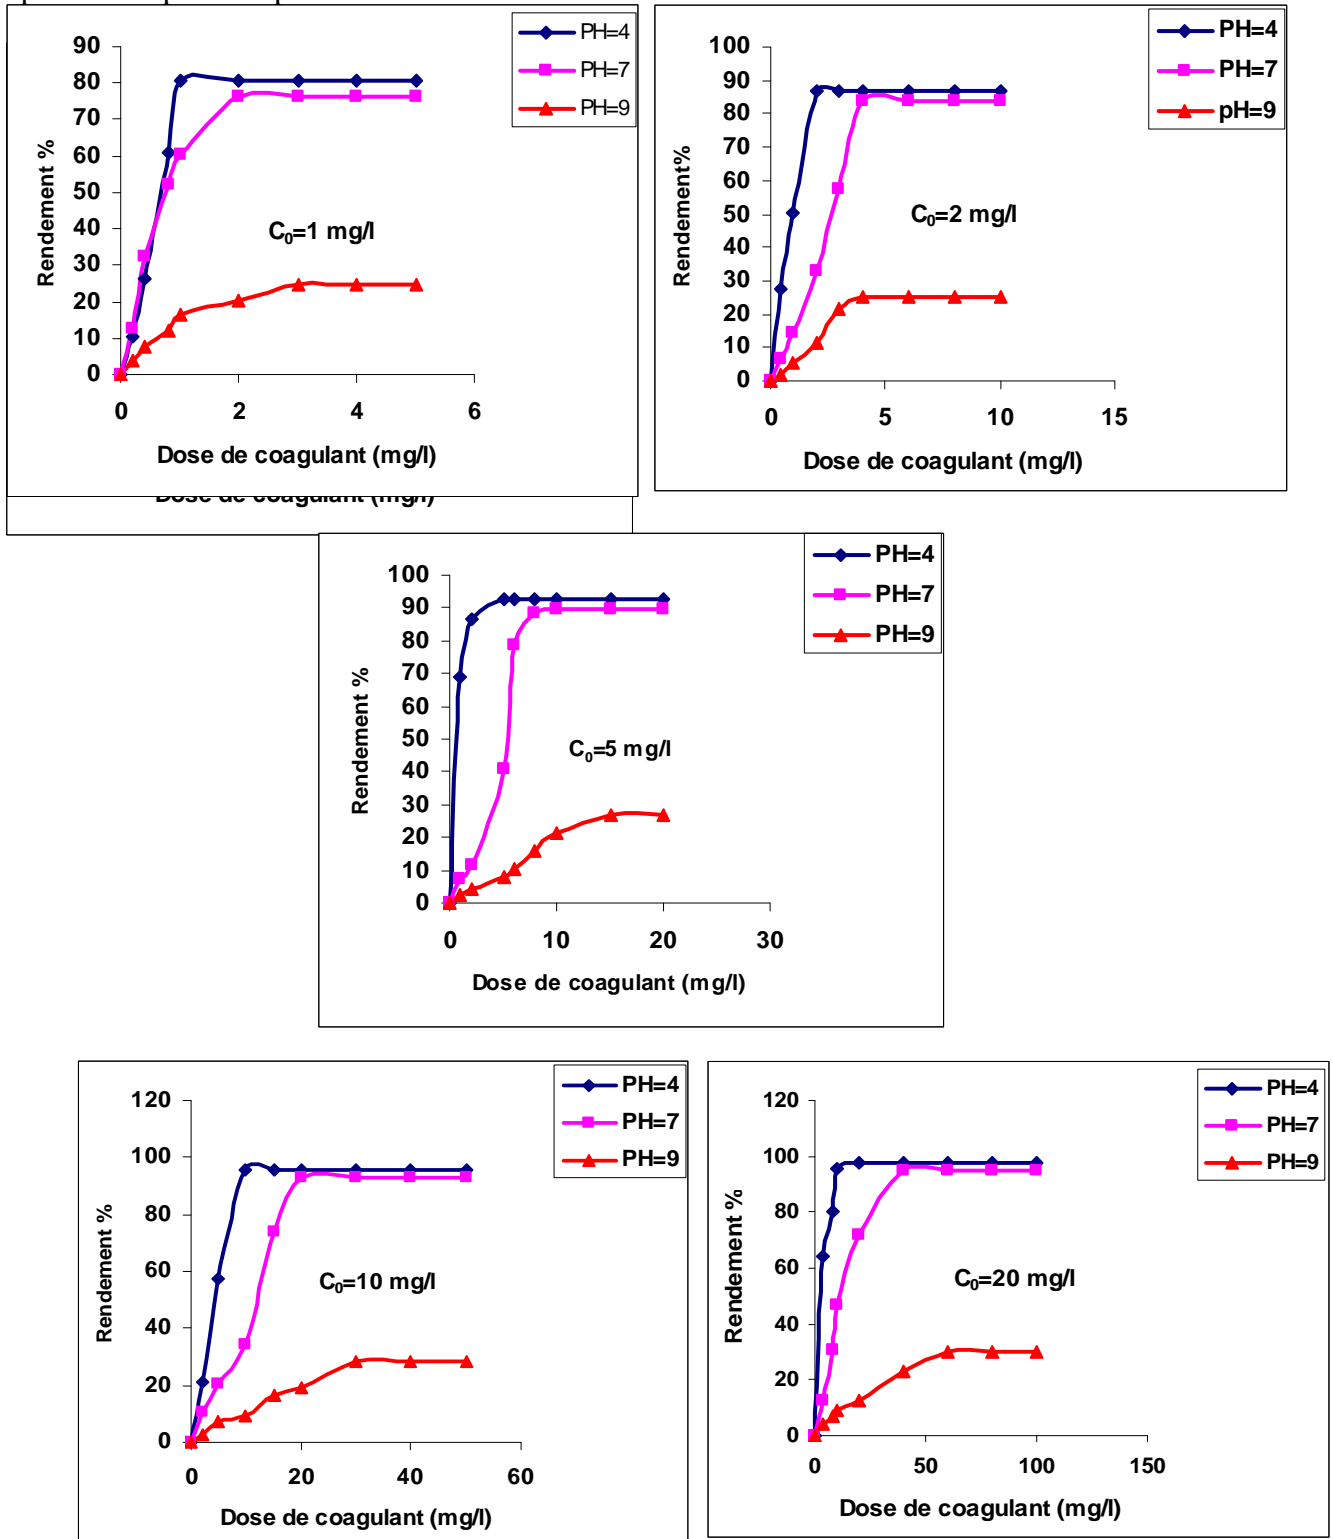 PH=4
PH=7
PH=9
90
80
70
60
50
40
30
20
10
0
Rendement %
C₀=1 mg/l
0 2 4 6
Dose de coagulant (mg/l)
Dose de coagulant (mg/l)
PH=4
PH=7
pH=9
100
90
80
70
60
50
40
30
20
10
0
Rendement%
C₀=2 mg/l
0 5 10 15
Dose de coagulant (mg/l)
PH=4
PH=7
PH=9
100
90
80
70
60
50
40
30
20
10
0
Rendement %
C₀=5 mg/l
0 10 20 30
Dose de coagulant (mg/l)
PH=4
PH=7
PH=9
120
100
80
60
40
20
0
Rendement %
C₀=10 mg/l
0 20 40 60
Dose de coagulant (mg/l)
PH=4
PH=7
PH=9
120
100
80
60
40
20
0
Rendement %
C₀=20 mg/l
0 50 100 150
Dose de coagulant (mg/l)